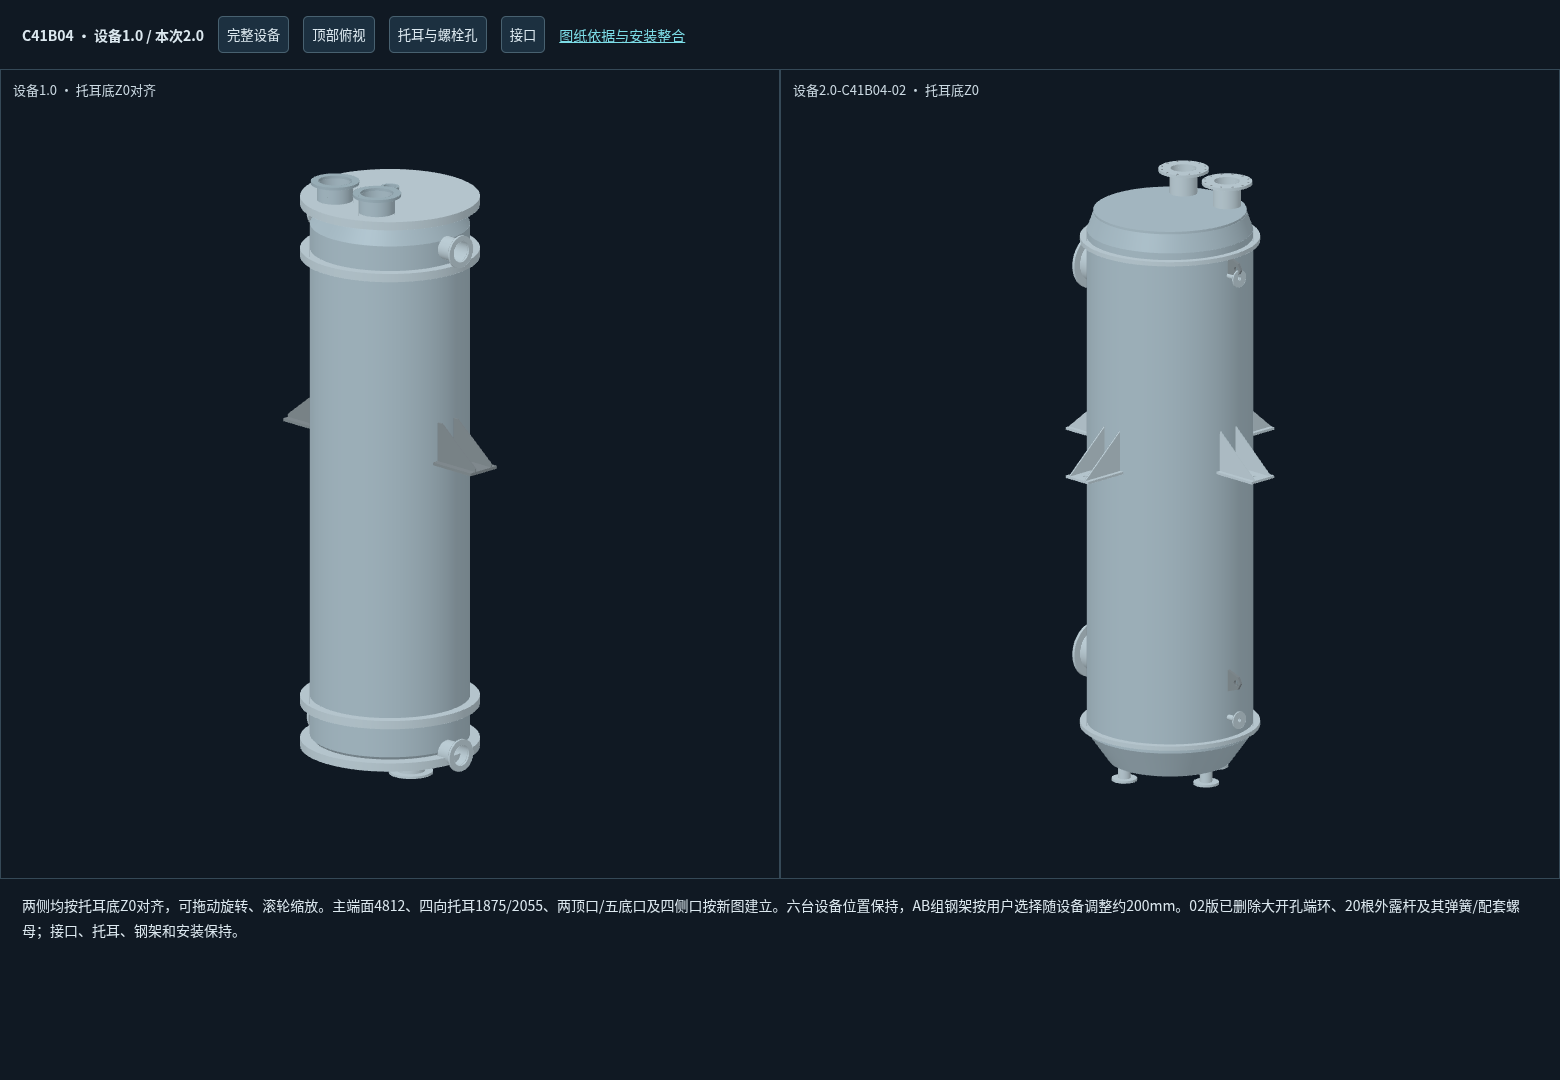 C41B04 · 设备1.0 / 本次2.0 完整设备 顶部俯视 托耳与螺栓孔 接口 图纸依据与安装整合
设备1.0 · 托耳底Z0对齐
设备2.0-C41B04-02 · 托耳底Z0
两侧均按托耳底Z0对齐，可拖动旋转、滚轮缩放。主端面4812、四向托耳1875/2055、两顶口/五底口及四侧口按新图建立。六台设备位置保持，AB组钢架按用户选择随设备调整约200mm。02版已删除大开孔端环、20根外露杆及其弹簧/配套螺
母；接口、托耳、钢架和安装保持。